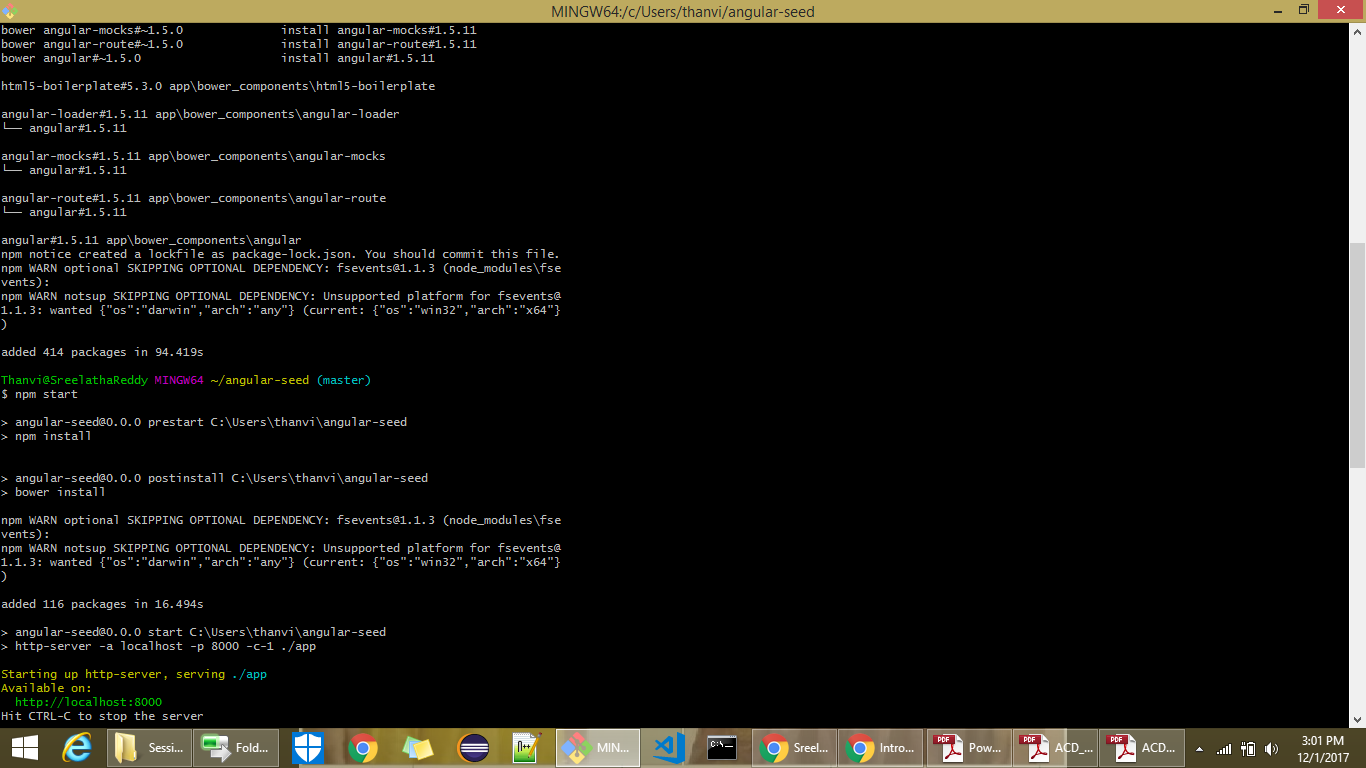 MINGW64:/c/Users/thanvi/angular-seed
bower angular-mocks#~1.5.0              install angular-mocks#1.5.11
bower angular-route#~1.5.0              install angular-route#1.5.11
bower angular#~1.5.0                    install angular#1.5.11
html5-boilerplate#5.3.0 app\bower_components\html5-boilerplate
angular-loader#1.5.11 app\bower_components\angular-loader
└── angular#1.5.11
angular-mocks#1.5.11 app\bower_components\angular-mocks
└── angular#1.5.11
angular-route#1.5.11 app\bower_components\angular-route
└── angular#1.5.11
angular#1.5.11 app\bower_components\angular
npm notice created a lockfile as package-lock.json. You should commit this file.
npm WARN optional SKIPPING OPTIONAL DEPENDENCY: fsevents@1.1.3 (node_modules\fse
vents):
npm WARN notsup SKIPPING OPTIONAL DEPENDENCY: Unsupported platform for fsevents@
1.1.3: wanted {"os":"darwin","arch":"any"} (current: {"os":"win32","arch":"x64"}
)
added 414 packages in 94.419s
Thanvi@SreelathaReddy MINGW64 ~/angular-seed (master)
$ npm start
> angular-seed@0.0.0 prestart C:\Users\thanvi\angular-seed
> npm install
> angular-seed@0.0.0 postinstall C:\Users\thanvi\angular-seed
> bower install
npm WARN optional SKIPPING OPTIONAL DEPENDENCY: fsevents@1.1.3 (node_modules\fse
vents):
npm WARN notsup SKIPPING OPTIONAL DEPENDENCY: Unsupported platform for fsevents@
1.1.3: wanted {"os":"darwin","arch":"any"} (current: {"os":"win32","arch":"x64"}
)
added 116 packages in 16.494s
> angular-seed@0.0.0 start C:\Users\thanvi\angular-seed
> http-server -a localhost -p 8000 -c-1 ./app
Starting up http-server, serving ./app
Available on:
  http://localhost:8000
Hit CTRL-C to stop the server
Sessi... Fold... MIN... Sreel... Intro... Pow... ACD_... ACD...
3:01 PM
12/1/2017